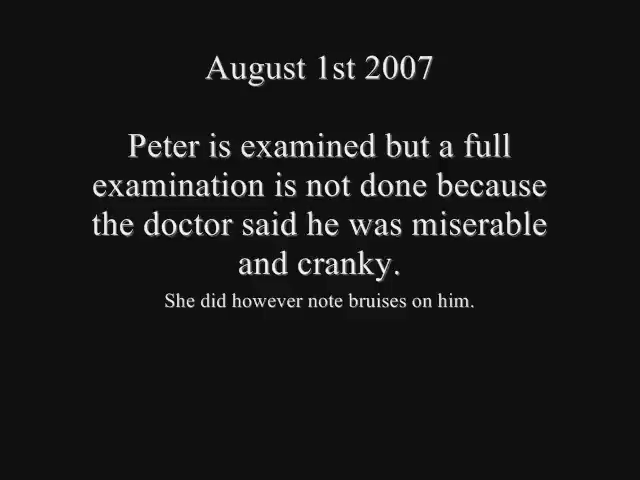 August 1st 2007
Peter is examined but a full
examination is not done because
the doctor said he was miserable
and cranky.
She did however note bruises on him.